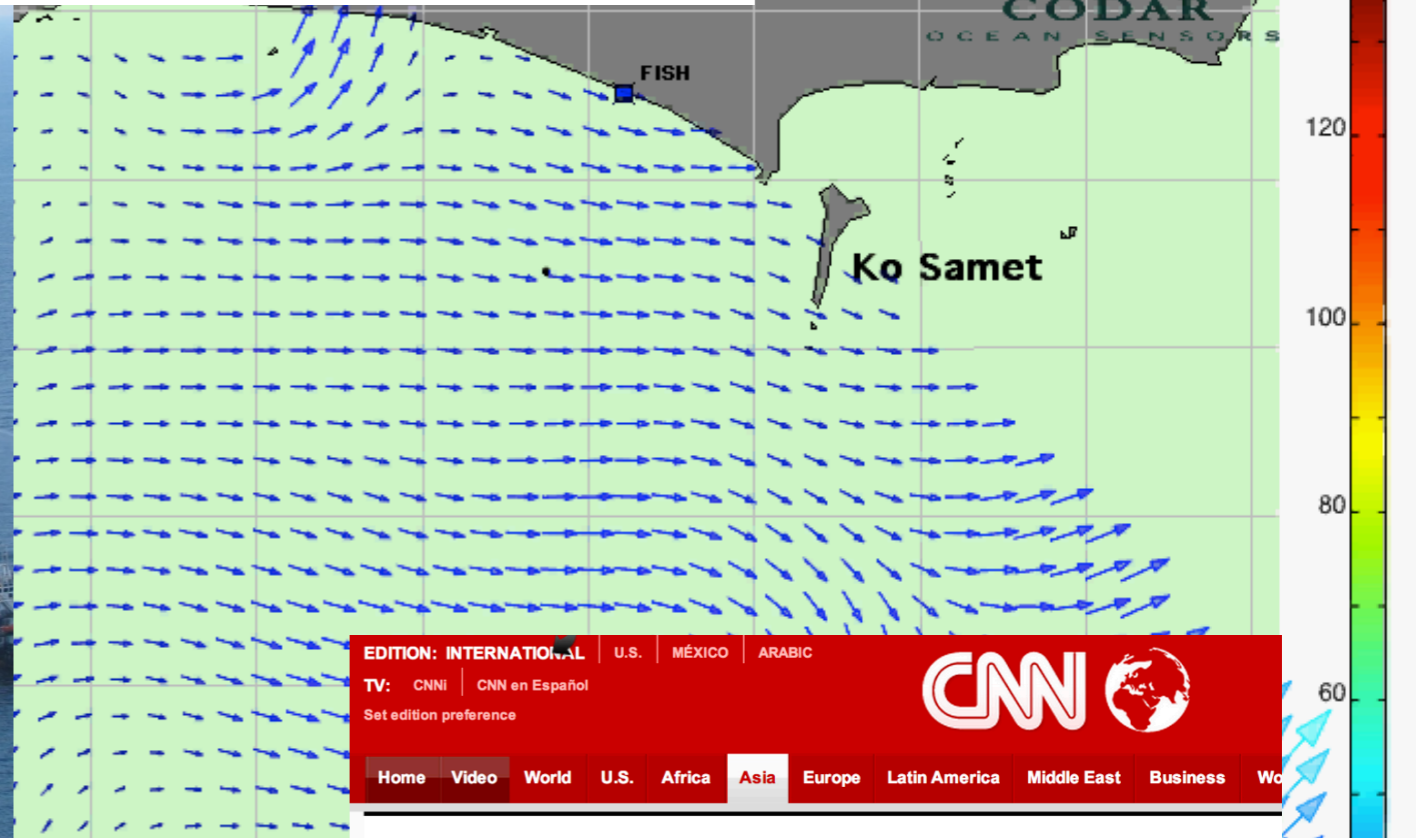 CODAR
OCEAN SENSORS
FISH
Ko Samet
120
100
80
60
EDITION: INTERNATIONAL U.S. MÉXICO ARABIC
TV: CNNi CNN en Español
Set edition preference
CNN
Home Video World U.S. Africa Asia Europe Latin America Middle East Business Wo